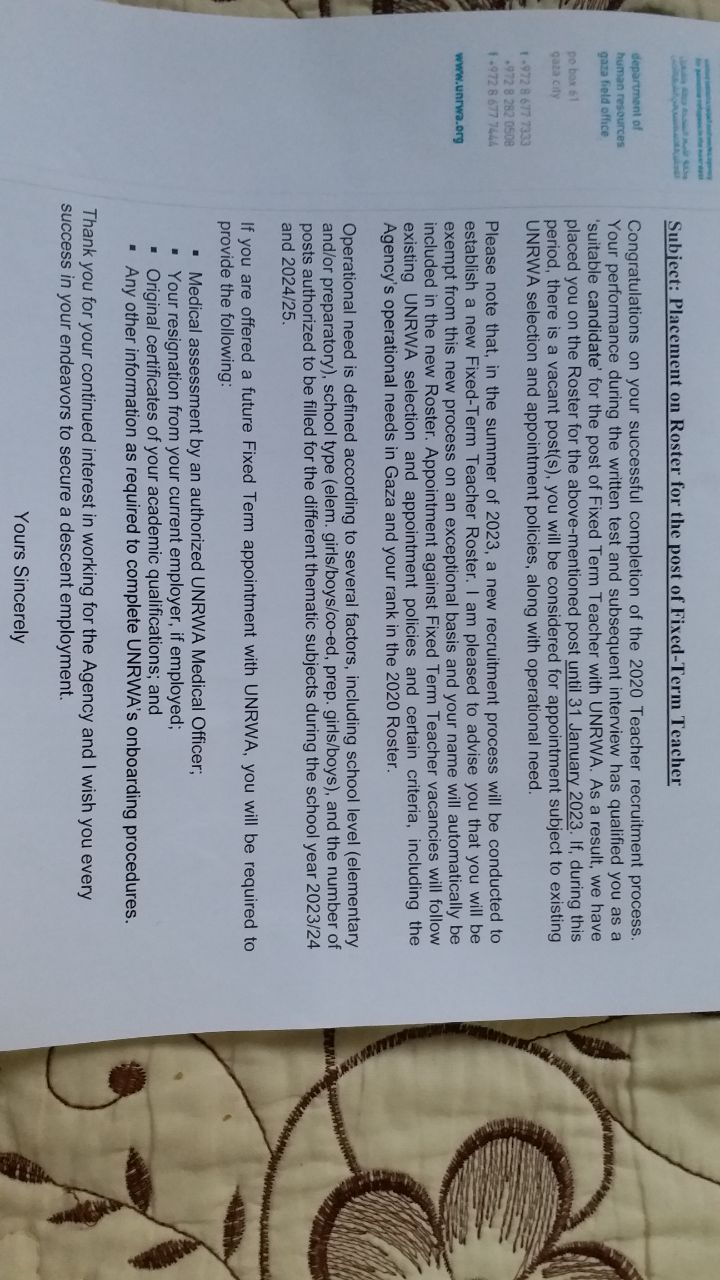 department of
human resources
gaza field office
po box 61
gaza city
t +972 8 677 7333
+972 8 282 0508
f +972 8 677 7444
www.unrwa.org
Subject: Placement on Roster for the post of Fixed-Term Teacher
Congratulations on your successful completion of the 2020 Teacher recruitment process.
Your performance during the written test and subsequent interview has qualified you as a
'suitable candidate' for the post of Fixed Term Teacher with UNRWA. As a result, we have
placed you on the Roster for the above-mentioned post until 31 January 2023. If, during this
period, there is a vacant post(s), you will be considered for appointment subject to existing
UNRWA selection and appointment policies, along with operational need.
Please note that, in the summer of 2023, a new recruitment process will be conducted to
establish a new Fixed-Term Teacher Roster. I am pleased to advise you that you will be
exempt from this new process on an exceptional basis and your name will automatically be
included in the new Roster. Appointment against Fixed Term Teacher vacancies will follow
existing UNRWA selection and appointment policies and certain criteria, including the
Agency's operational needs in Gaza and your rank in the 2020 Roster.
Operational need is defined according to several factors, including school level (elementary
and/or preparatory), school type (elem. girls/boys/co-ed, prep. girls/boys), and the number of
posts authorized to be filled for the different thematic subjects during the school year 2023/24
and 2024/25.
If you are offered a future Fixed Term appointment with UNRWA, you will be required to
provide the following:
▪ Medical assessment by an authorized UNRWA Medical Officer;
▪ Your resignation from your current employer, if employed;
▪ Original certificates of your academic qualifications; and
▪ Any other information as required to complete UNRWA's onboarding procedures.
Thank you for your continued interest in working for the Agency and I wish you every
success in your endeavors to secure a descent employment.
Yours Sincerely